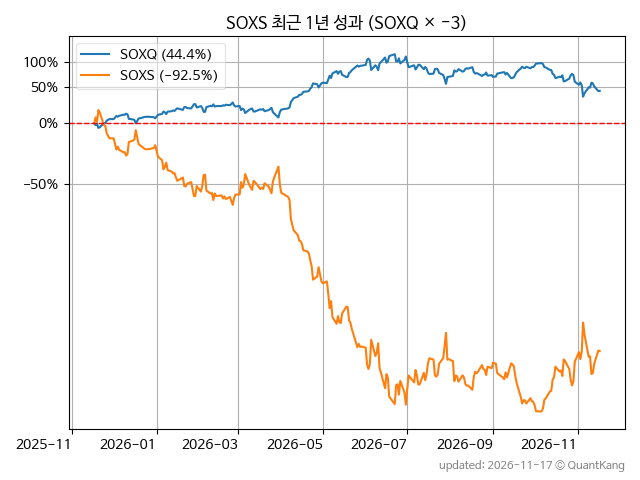 SOXS 최근 1년 성과 (SOXQ × −3)
SOXQ (44.4%)
SOXS (−92.5%)
100%
50%
0%
−50%
2025-11
2026-01
2026-03
2026-05
2026-07
2026-09
2026-11
updated: 2026-11-17 © QuantKang